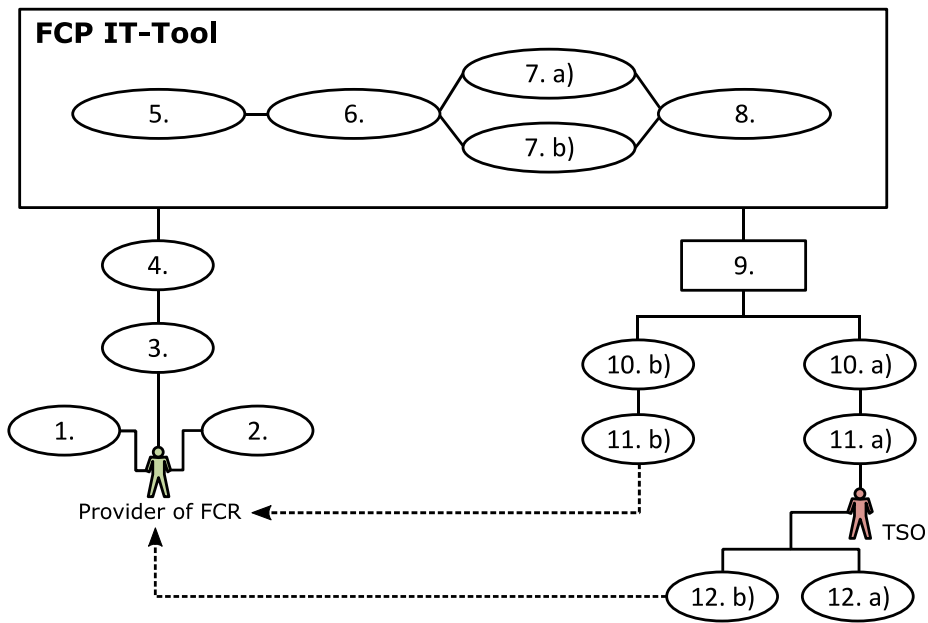 FCP IT-Tool
7. a)
5.
6.
8.
7. b)
4.
9.
3.
10. b)
10. a)
1.
2.
11. b)
11. a)
Provider of FCR
TSO
12. b)
12. a)